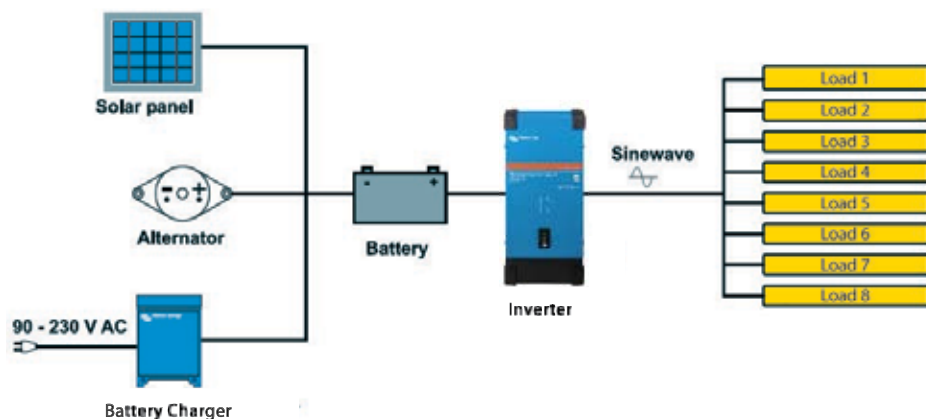 Solar panel
Alternator
90 - 230 V AC
Battery Charger
Battery
- +
Inverter
Sinewave
Load 1
Load 2
Load 3
Load 4
Load 5
Load 6
Load 7
Load 8